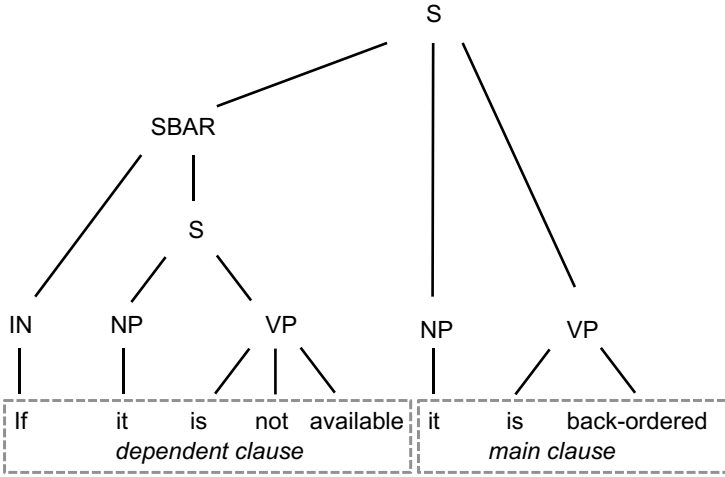 S
SBAR
S
IN NP VP NP VP
If it is not available it is back-ordered
dependent clause main clause